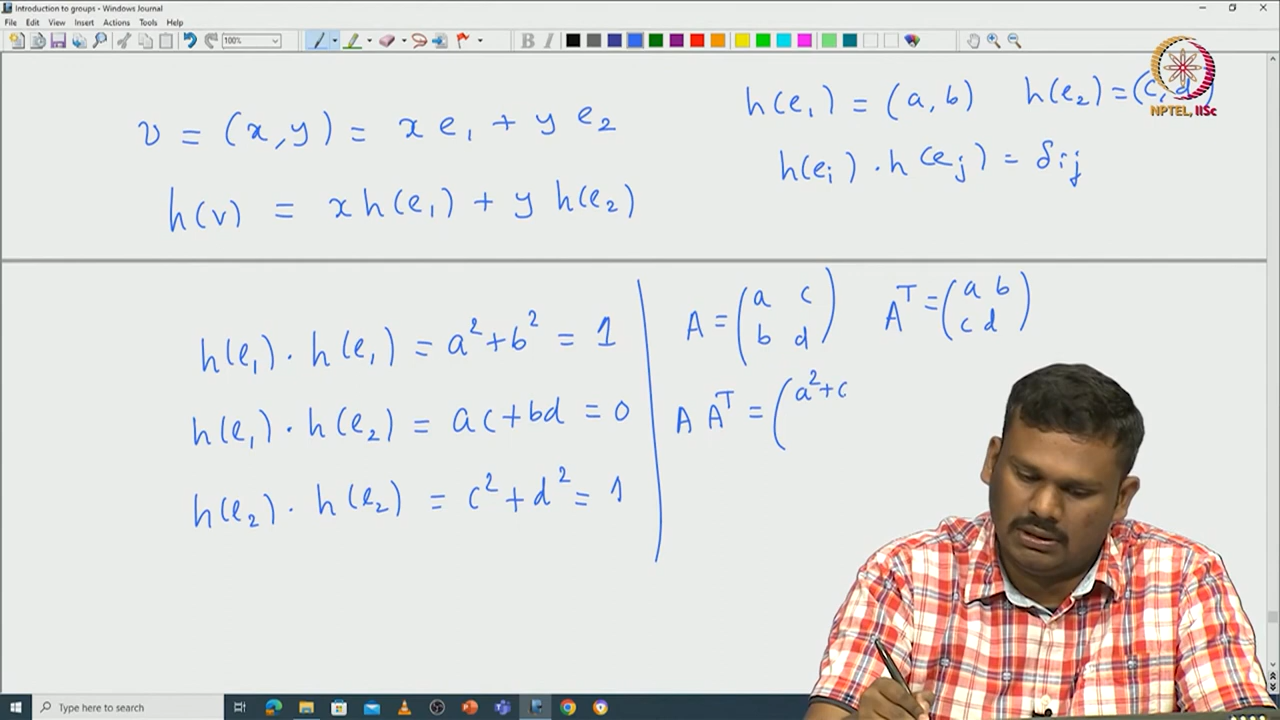 Introduction to groups - Windows Journal
File Edit View Insert Actions Tools Help
100%
B I
NPTEL, IISc
v = (x,y) = x e₁ + y e₂
h(v) = x h(e₁) + y h(e₂)
h(e₁) = (a, b) h(e₂) = (c, d)
h(eᵢ) · h(eⱼ) = δᵢⱼ
h(e₁) · h(e₁) = a² + b² = 1
h(e₁) · h(e₂) = ac + bd = 0
h(e₂) · h(e₂) = c² + d² = 1
A = (a c
b d)
Aᵀ = (a b
c d)
A Aᵀ = (a² + c
Type here to search